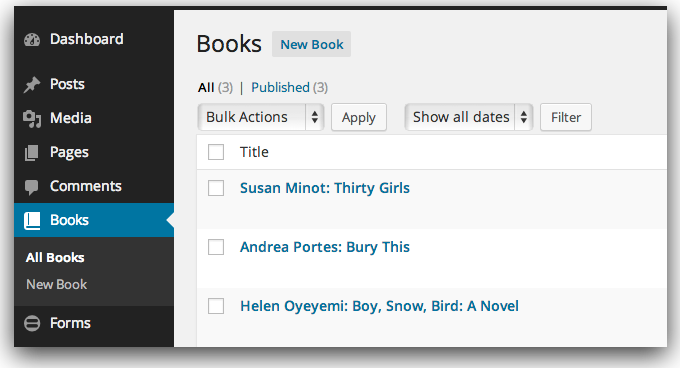 Dashboard
Posts
Media
Pages
Comments
Books
All Books
New Book
Forms
Books New Book
All (3) | Published (3)
Bulk Actions Apply Show all dates Filter
Title
Susan Minot: Thirty Girls
Andrea Portes: Bury This
Helen Oyeyemi: Boy, Snow, Bird: A Novel